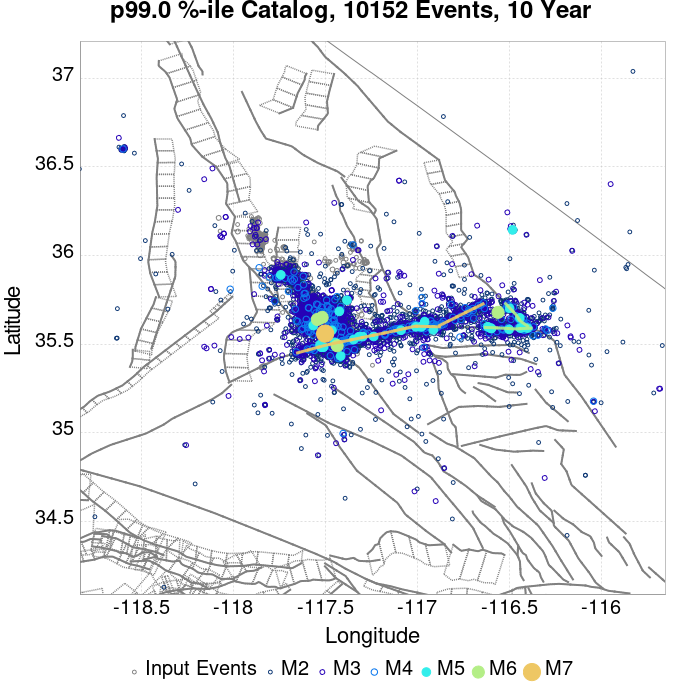 p99.0 %-ile Catalog, 10152 Events, 10 Year
Latitude
37
36.5
36
35.5
35
34.5
-118.5 -118 -117.5 -117 -116.5 -116
Longitude
Input Events M2 M3 M4 M5 M6 M7